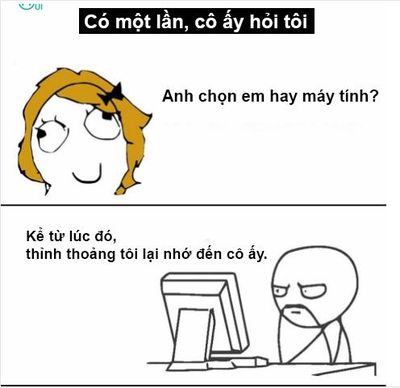 Có một lần, cô ấy hỏi tôi
Anh chọn em hay máy tính?
Kể từ lúc đó,
thỉnh thoảng tôi lại nhớ đến cô ấy.